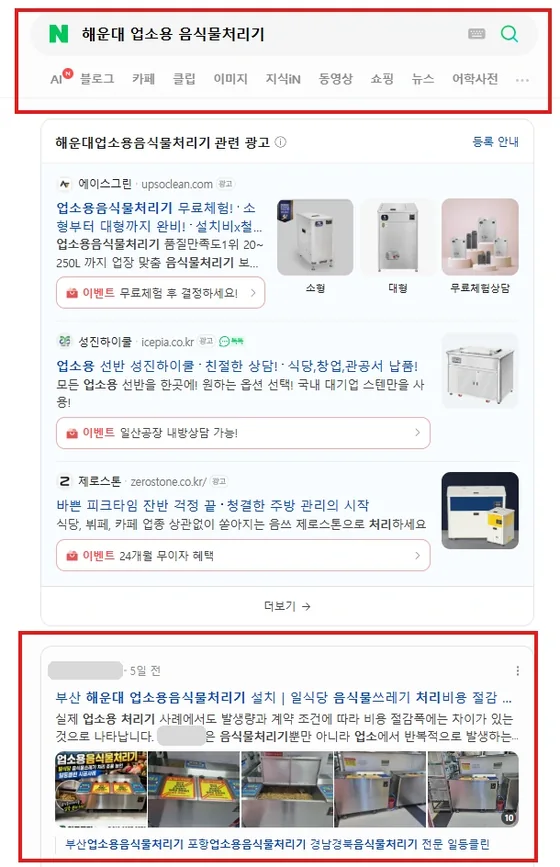 N 해운대 업소용 음식물처리기
AI N 블로그 카페 클립 이미지 지식iN 동영상 쇼핑 뉴스 어학사전 ···
해운대업소용음식물처리기 관련 광고 등록 안내
에이스그린 · upsoclean.com 광고
업소용음식물처리기 무료체험! · 소
형부터 대형까지 완비! · 설치비x철...
업소용음식물처리기 품질만족도1위 20~
250L 까지 업장 맞춤 음식물처리기 보...
이벤트 무료체험 후 결정하세요!
소형 대형 무료체험상담
성진하이쿨 · icepia.co.kr 광고 톡톡
업소용 선반 성진하이쿨 · 친절한 상담! · 식당,창업,관공서 납품!
모든 업소용 선반을 한곳에! 원하는 옵션 선택! 국내 대기업 스텐만을 사
용!
이벤트 일산공장 내방상담 가능!
제로스톤 · zerostone.co.kr/ 광고
바쁜 피크타임 잔반 걱정 끝 · 청결한 주방 관리의 시작
식당, 뷔페, 카페 업종 상관없이 쏟아지는 음쓰 제로스톤으로 처리하세요
이벤트 24개월 무이자 혜택
더보기 →
· 5일 전
부산 해운대 업소용음식물처리기 설치 | 일식당 음식물쓰레기 처리비용 절감 ...
실제 업소용 처리기 사례에서도 발생량과 계약 조건에 따라 비용 절감폭에는 차이가 있는
것으로 나타납니다. 은 음식물처리기뿐만 아니라 업소에서 반복적으로 발생하는...
업소용 음식물처리기
10
부산업소용음식물처리기 포항업소용음식물처리기 경남경북음식물처리기 전문 일등클린